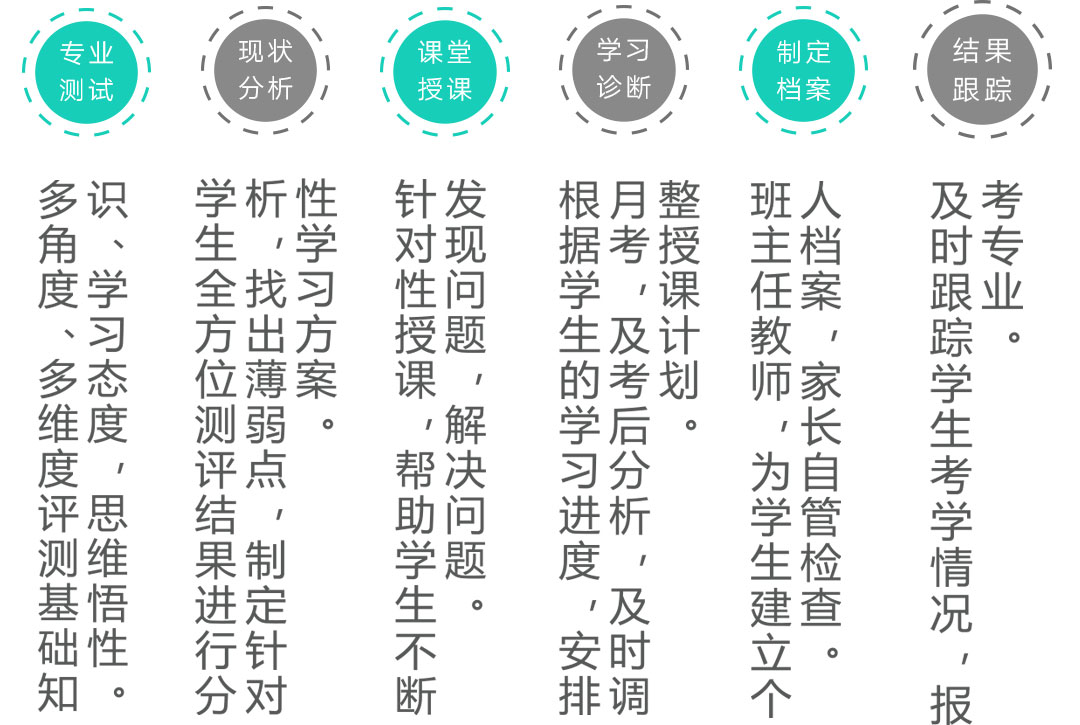 专业
测试
多角度、多维度评测基础知
识、学习态度，思维悟性。
现状
分析
学生全方位测评结果进行分
析，找出薄弱点，制定针对
性学习方案。
课堂
授课
针对性授课，帮助学生不断
发现问题，解决问题。
学习
诊断
根据学生的学习进度，安排
月考，及考后分析，及时调
整授课计划。
制定
档案
班主任教师，为学生建立个
人档案，家长自管检查。
结果
跟踪
及时跟踪学生考学情况，报
考专业。